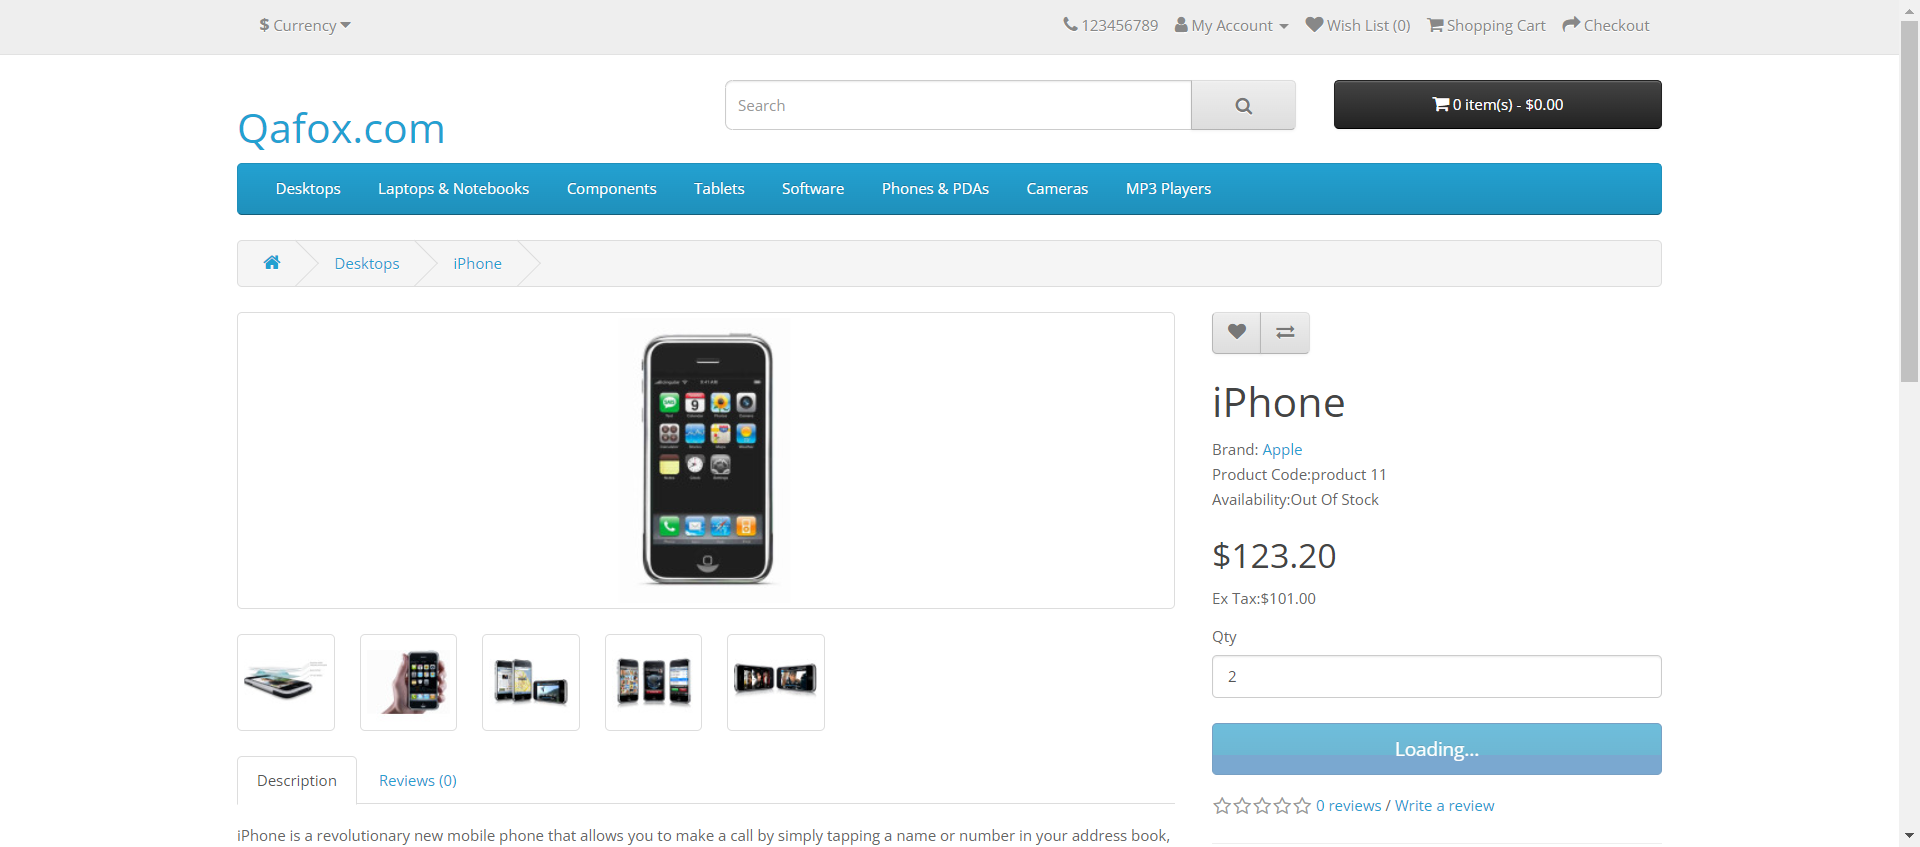 $ Currency
123456789 My Account Wish List (0) Shopping Cart Checkout
Qafox.com
Search
0 item(s) - $0.00
Desktops Laptops & Notebooks Components Tablets Software Phones & PDAs Cameras MP3 Players
Desktops iPhone
iPhone
Brand: Apple
Product Code:product 11
Availability:Out Of Stock
$123.20
Ex Tax:$101.00
Qty
2
Loading...
0 reviews / Write a review
Description Reviews (0)
iPhone is a revolutionary new mobile phone that allows you to make a call by simply tapping a name or number in your address book,